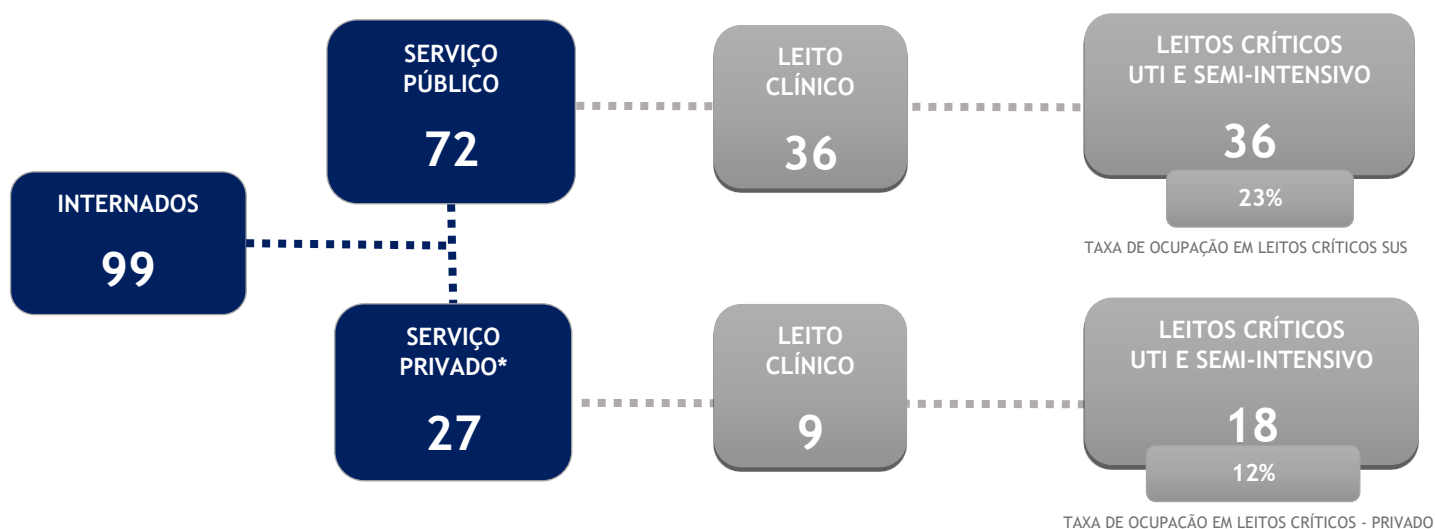 INTERNADOS
99
SERVIÇO
PÚBLICO
72
LEITO
CLÍNICO
36
LEITOS CRÍTICOS
UTI E SEMI-INTENSIVO
36
23%
TAXA DE OCUPAÇÃO EM LEITOS CRÍTICOS SUS
SERVIÇO
PRIVADO*
27
LEITO
CLÍNICO
9
LEITOS CRÍTICOS
UTI E SEMI-INTENSIVO
18
12%
TAXA DE OCUPAÇÃO EM LEITOS CRÍTICOS - PRIVADO